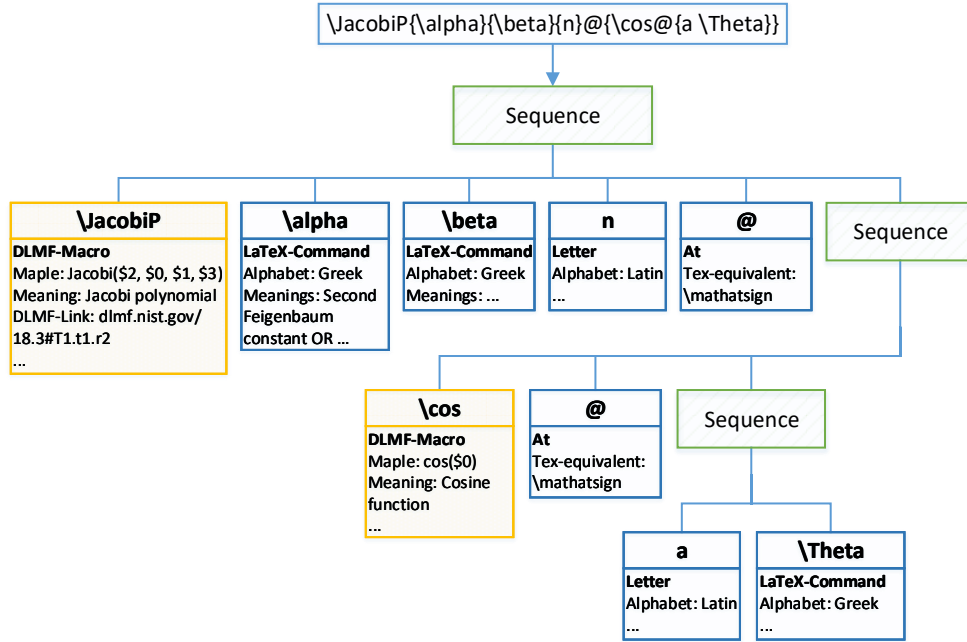 \JacobiP{\alpha}{\beta}{n}@{\cos@{a \Theta}}
Sequence
\JacobiP
DLMF-Macro
Maple: Jacobi($2, $0, $1, $3)
Meaning: Jacobi polynomial
DLMF-Link: dlmf.nist.gov/
18.3#T1.t1.r2
...
\alpha
LaTeX-Command
Alphabet: Greek
Meanings: Second
Feigenbaum
constant OR ...
\beta
LaTeX-Command
Alphabet: Greek
Meanings: ...
n
Letter
Alphabet: Latin
...
@
At
Tex-equivalent:
\mathatsign
Sequence
\cos
DLMF-Macro
Maple: cos($0)
Meaning: Cosine
function
...
@
At
Tex-equivalent:
\mathatsign
Sequence
a
Letter
Alphabet: Latin
...
\Theta
LaTeX-Command
Alphabet: Greek
...